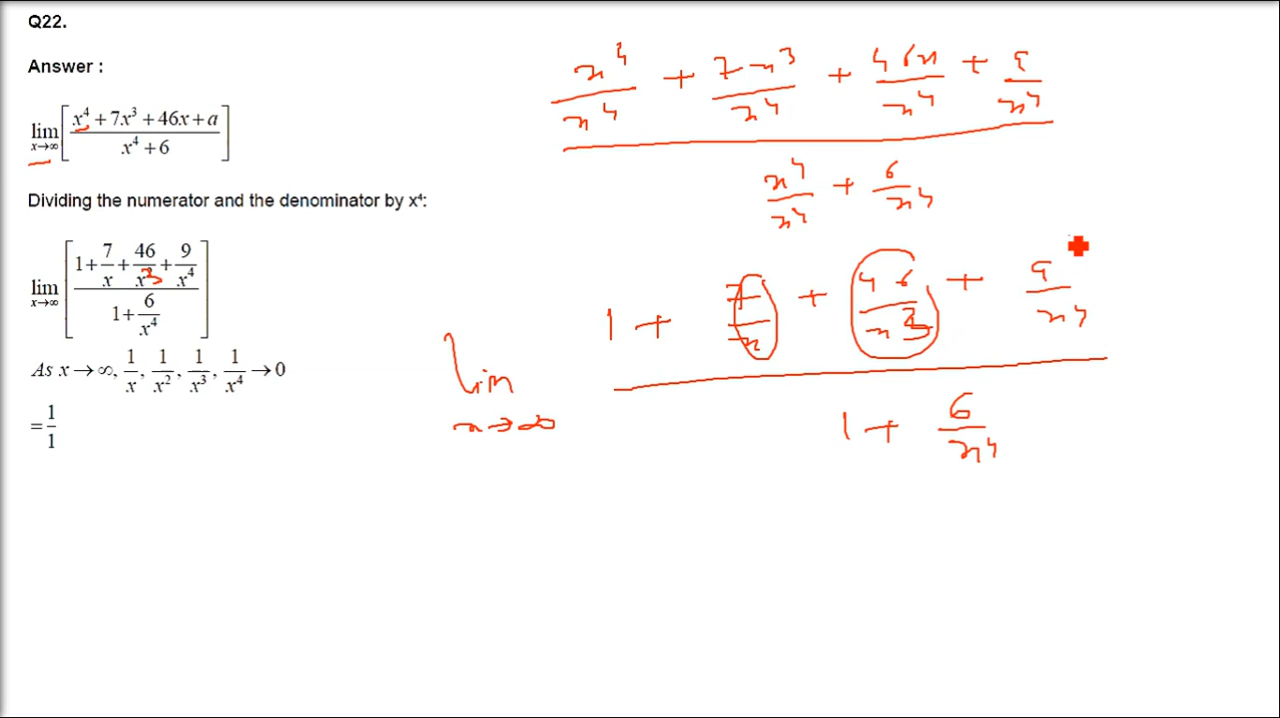 Q22.
Answer :
lim x→∞ [ (x⁴ + 7x³ + 46x + a) / (x⁴ + 6) ]
Dividing the numerator and the denominator by x⁴:
lim x→∞ [ (1 + 7/x + 46/x³ + 9/x⁴) / (1 + 6/x⁴) ]
As x → ∞, 1/x, 1/x², 1/x³, 1/x⁴ → 0
= 1/1
x⁴/x⁴ + 7x³/x⁴ + 46x/x⁴ + 9/x⁴
x⁴/x⁴ + 6/x⁴
lim x→∞
1 + 7/x + 46/x³ + 9/x⁴
1 + 6/x⁴